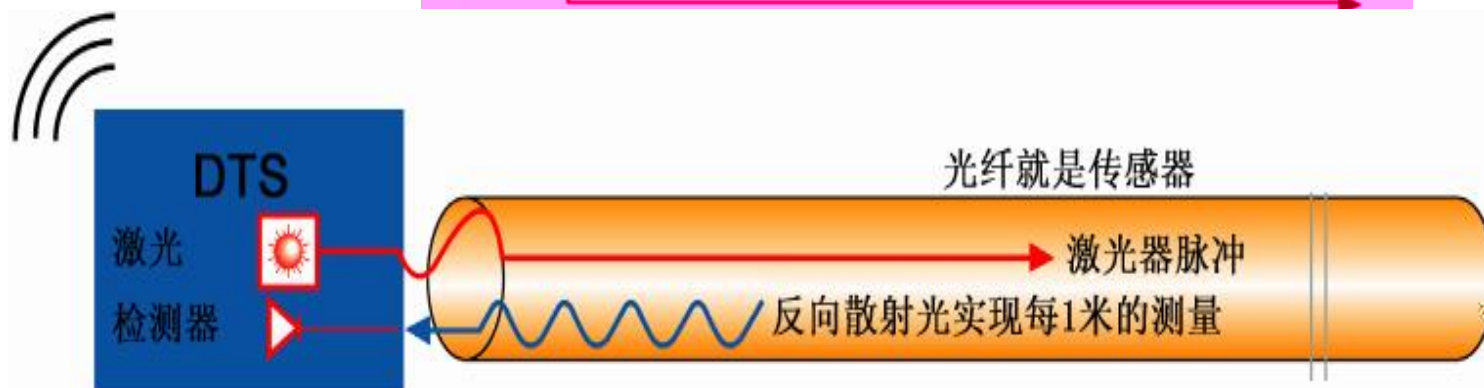 光纤就是传感器
DTS
激光
激光器脉冲
检测器
反向散射光实现每1米的测量